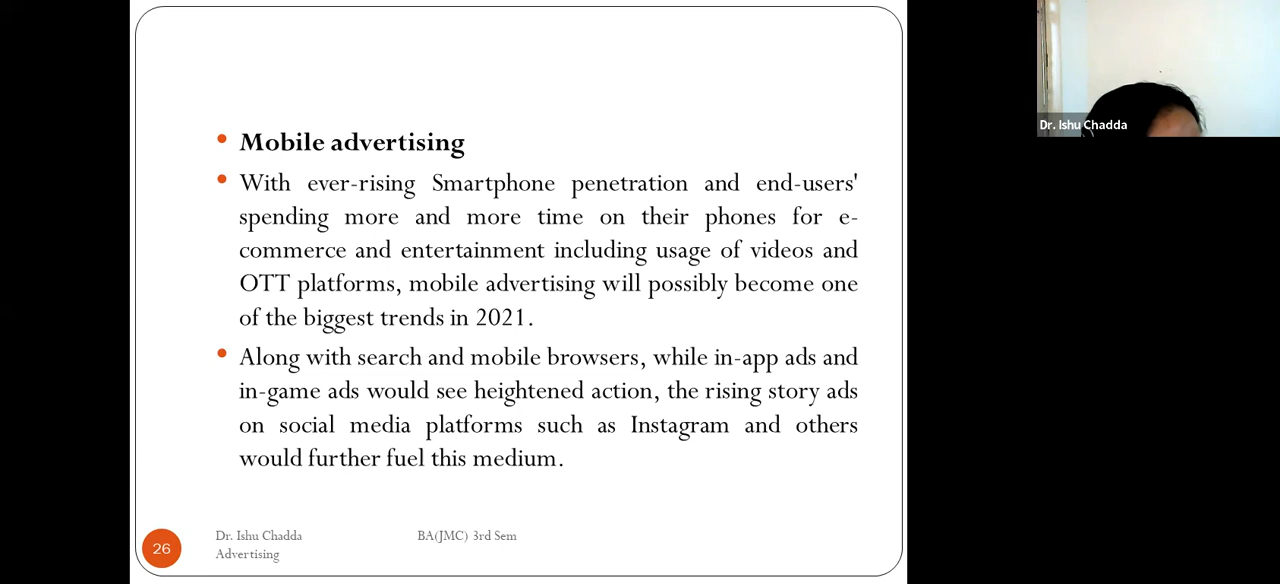 Mobile advertising
With ever-rising Smartphone penetration and end-users'
spending more and more time on their phones for e-
commerce and entertainment including usage of videos and
OTT platforms, mobile advertising will possibly become one
of the biggest trends in 2021.
Along with search and mobile browsers, while in-app ads and
in-game ads would see heightened action, the rising story ads
on social media platforms such as Instagram and others
would further fuel this medium.
26
Dr. Ishu Chadda
Advertising
BA(JMC) 3rd Sem
Dr. Ishu Chadda